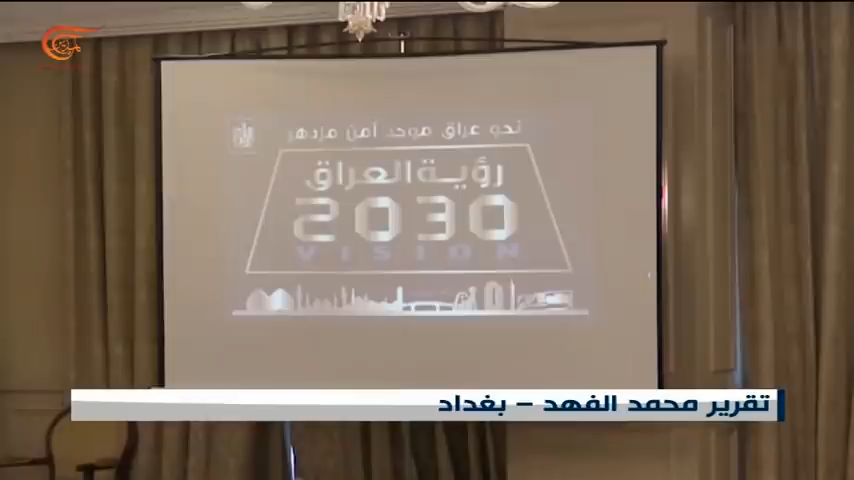 نحو عراق موحد آمن مزدهر
رؤية العراق
2030
VISION
تقرير محمد الفهد – بغداد